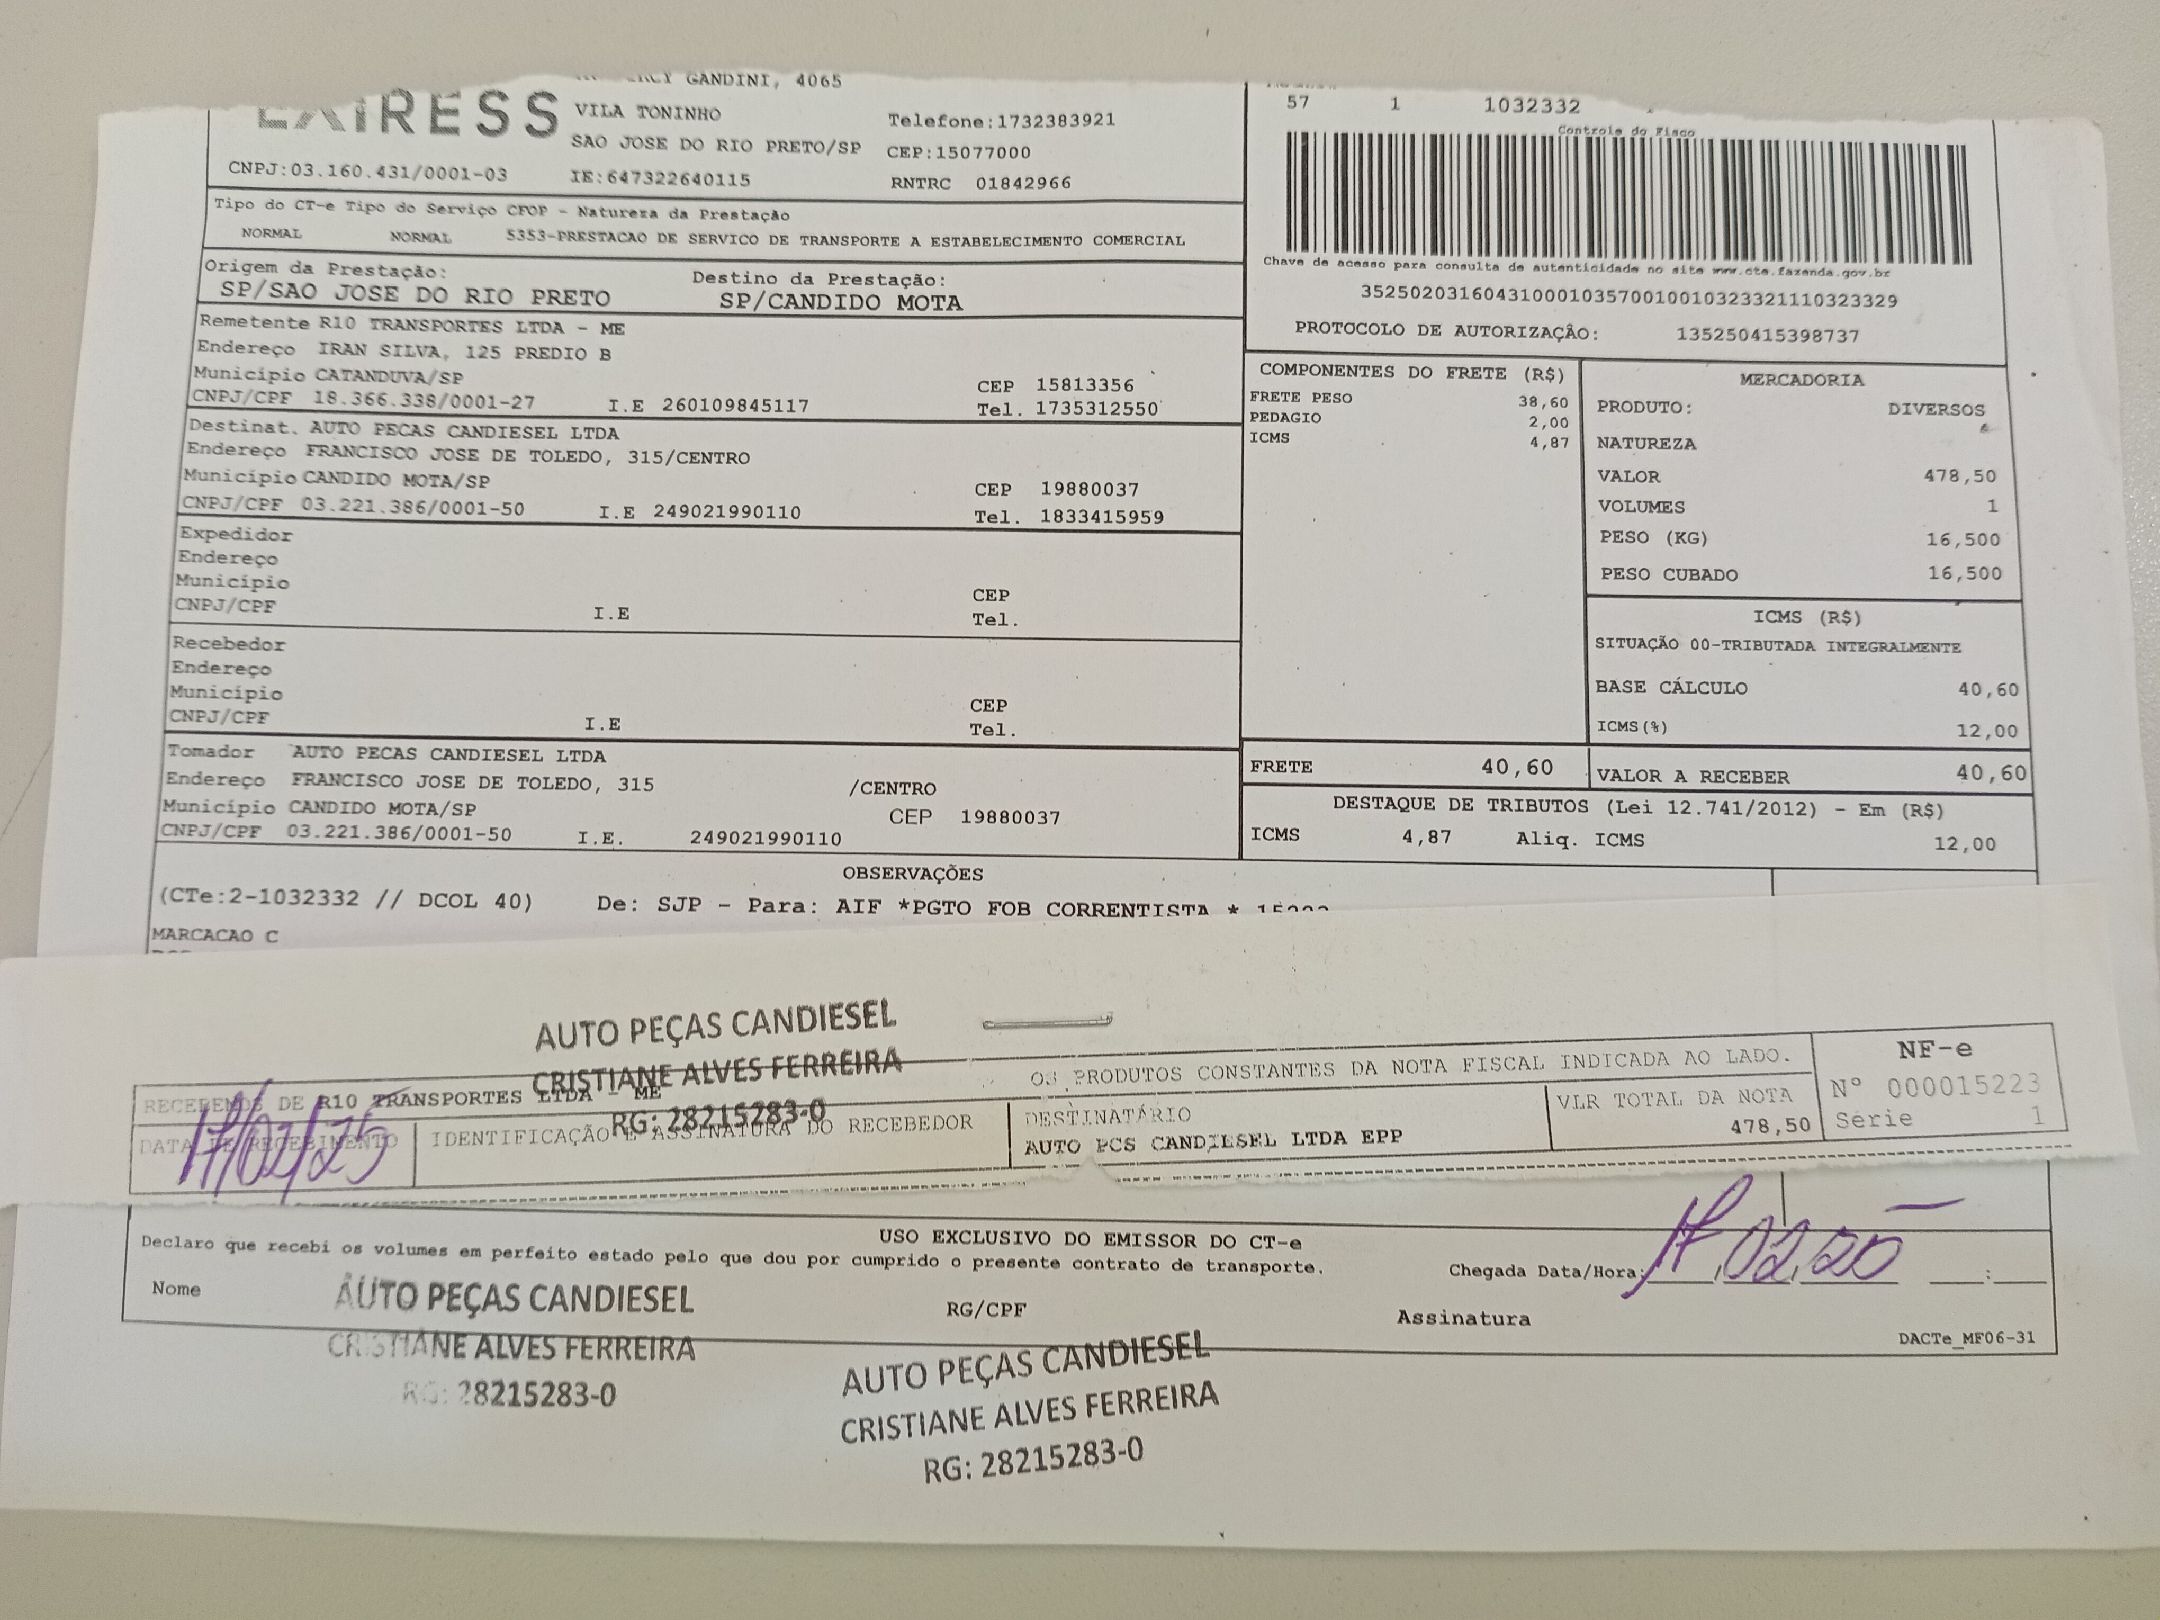 GANDINI, 4065
EXPRESS
VILA TONINHO
Telefone:1732383921
SAO JOSE DO RIO PRETO/SP CEP:15077000
CNPJ:03.160.431/0001-03 IE:647322640115 RNTRC 01842966
57 1 1032332
Controle do Fisco
Tipo do CT-e Tipo do Serviço CFOP - Natureza da Prestação
NORMAL NORMAL 5353-PRESTACAO DE SERVICO DE TRANSPORTE A ESTABELECIMENTO COMERCIAL
Origem da Prestação: Destino da Prestação:
SP/SAO JOSE DO RIO PRETO SP/CANDIDO MOTA
Chave de acesso para consulta de autenticidade no site www.cte.fazenda.gov.br
35250203160431000103570010010323321110323329
PROTOCOLO DE AUTORIZAÇÃO: 135250415398737
Remetente R10 TRANSPORTES LTDA - ME
Endereço IRAN SILVA, 125 PREDIO B
Município CATANDUVA/SP CEP 15813356
CNPJ/CPF 18.366.338/0001-27 I.E 260109845117 Tel. 1735312550
Destinat. AUTO PECAS CANDIESEL LTDA
Endereço FRANCISCO JOSE DE TOLEDO, 315/CENTRO
Município CANDIDO MOTA/SP CEP 19880037
CNPJ/CPF 03.221.386/0001-50 I.E 249021990110 Tel. 1833415959
Expedidor
Endereço
Município CEP
CNPJ/CPF I.E Tel.
Recebedor
Endereço
Município CEP
CNPJ/CPF I.E Tel.
Tomador AUTO PECAS CANDIESEL LTDA
Endereço FRANCISCO JOSE DE TOLEDO, 315 /CENTRO
Município CANDIDO MOTA/SP CEP 19880037
CNPJ/CPF 03.221.386/0001-50 I.E. 249021990110
COMPONENTES DO FRETE (R$)
FRETE PESO 38,60
PEDAGIO 2,00
ICMS 4,87
MERCADORIA
PRODUTO: DIVERSOS
NATUREZA
VALOR 478,50
VOLUMES 1
PESO (KG) 16,500
PESO CUBADO 16,500
ICMS (R$)
SITUAÇÃO 00-TRIBUTADA INTEGRALMENTE
BASE CÁLCULO 40,60
ICMS(%) 12,00
FRETE 40,60 VALOR A RECEBER 40,60
DESTAQUE DE TRIBUTOS (Lei 12.741/2012) - Em (R$)
ICMS 4,87 Aliq. ICMS 12,00
OBSERVAÇÕES
(CTe:2-1032332 // DCOL 40) De: SJP - Para: AIF *PGTO FOB CORRENTISTA *
MARCACAO C
AUTO PEÇAS CANDIESEL
CRISTIANE ALVES FERREIRA
RG: 28215283-0
RECEBEMOS DE R10 TRANSPORTES LTDA - ME OS PRODUTOS CONSTANTES DA NOTA FISCAL INDICADA AO LADO.
DATA DE RECEBIMENTO IDENTIFICAÇÃO E ASSINATURA DO RECEBEDOR
17/02/25
DESTINATÁRIO
AUTO PCS CANDIESEL LTDA EPP
VLR TOTAL DA NOTA
478,50
NF-e
Nº 000015223
Série 1
USO EXCLUSIVO DO EMISSOR DO CT-e
Declaro que recebi os volumes em perfeito estado pelo que dou por cumprido o presente contrato de transporte.
Chegada Data/Hora: 17,02,25 :
Nome RG/CPF Assinatura
DACTe_MF06-31
AUTO PEÇAS CANDIESEL
CRISTIANE ALVES FERREIRA
RG: 28215283-0
AUTO PEÇAS CANDIESEL
CRISTIANE ALVES FERREIRA
RG: 28215283-0